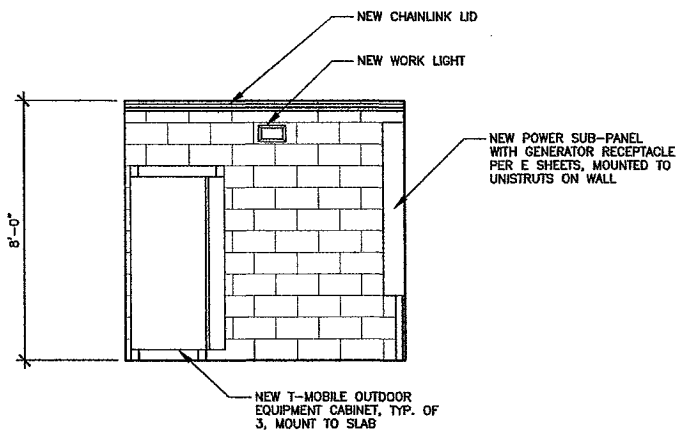 NEW CHAINLINK LID
NEW WORK LIGHT
NEW POWER SUB-PANEL
WITH GENERATOR RECEPTACLE
PER E SHEETS, MOUNTED TO
UNISTRUTS ON WALL
8'-0"
NEW T-MOBILE OUTDOOR
EQUIPMENT CABINET, TYP. OF
3, MOUNT TO SLAB